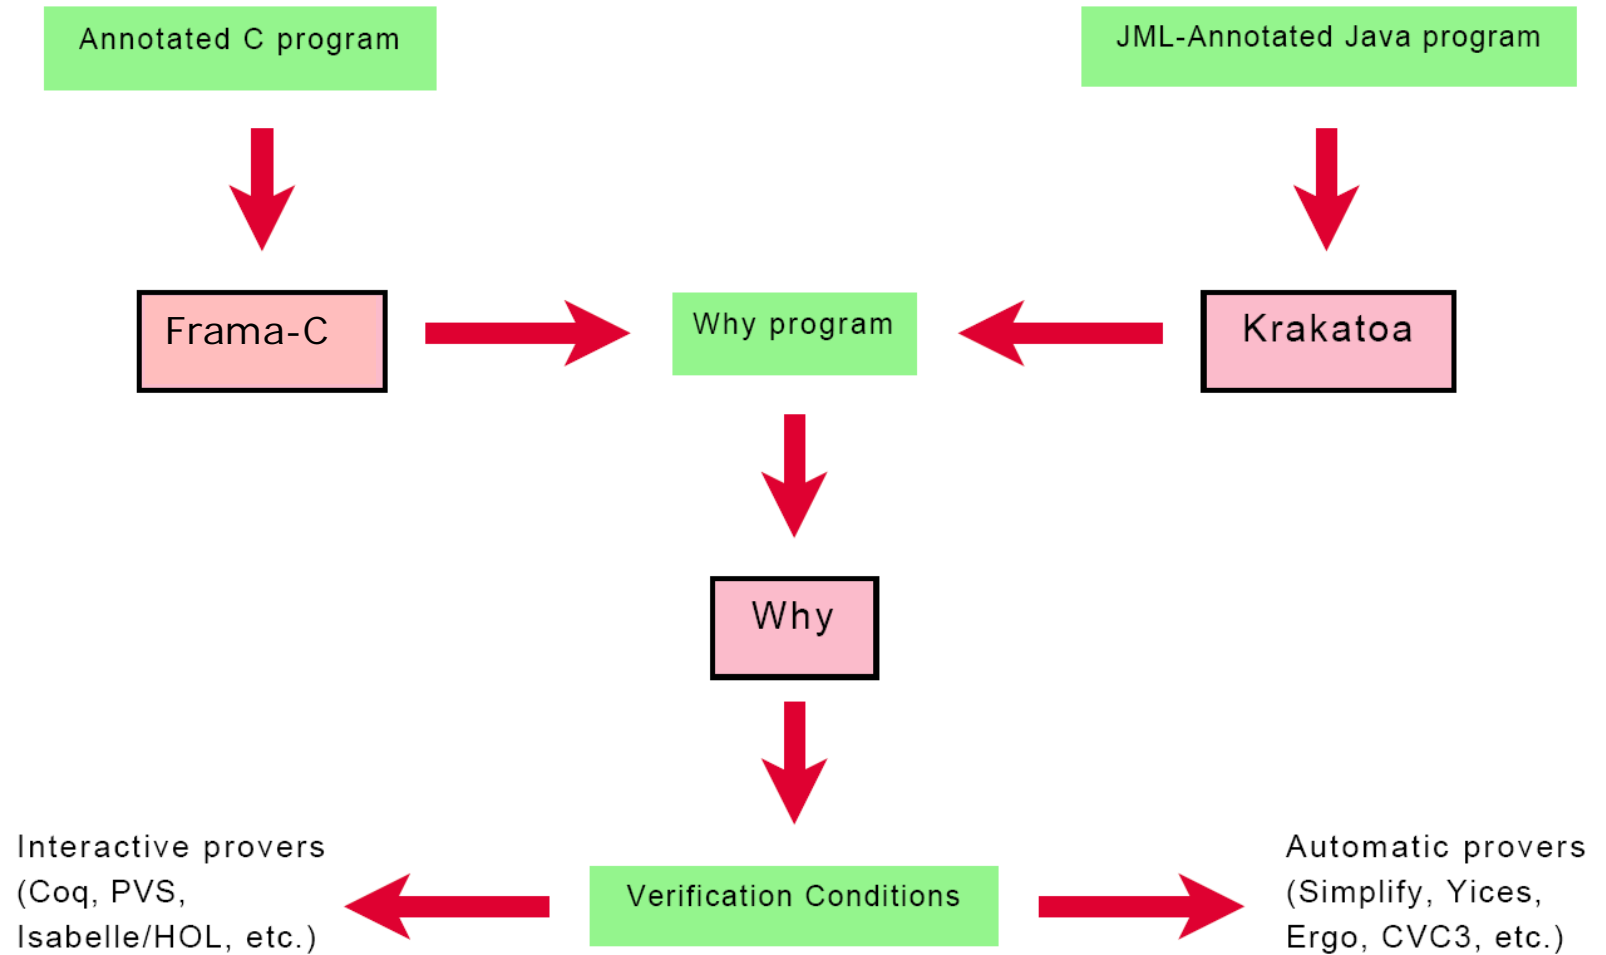 Annotated C program
JML-Annotated Java program
Frama-C
Why program
Krakatoa
Why
Verification Conditions
Interactive provers
(Coq, PVS,
Isabelle/HOL, etc.)
Automatic provers
(Simplify, Yices,
Ergo, CVC3, etc.)